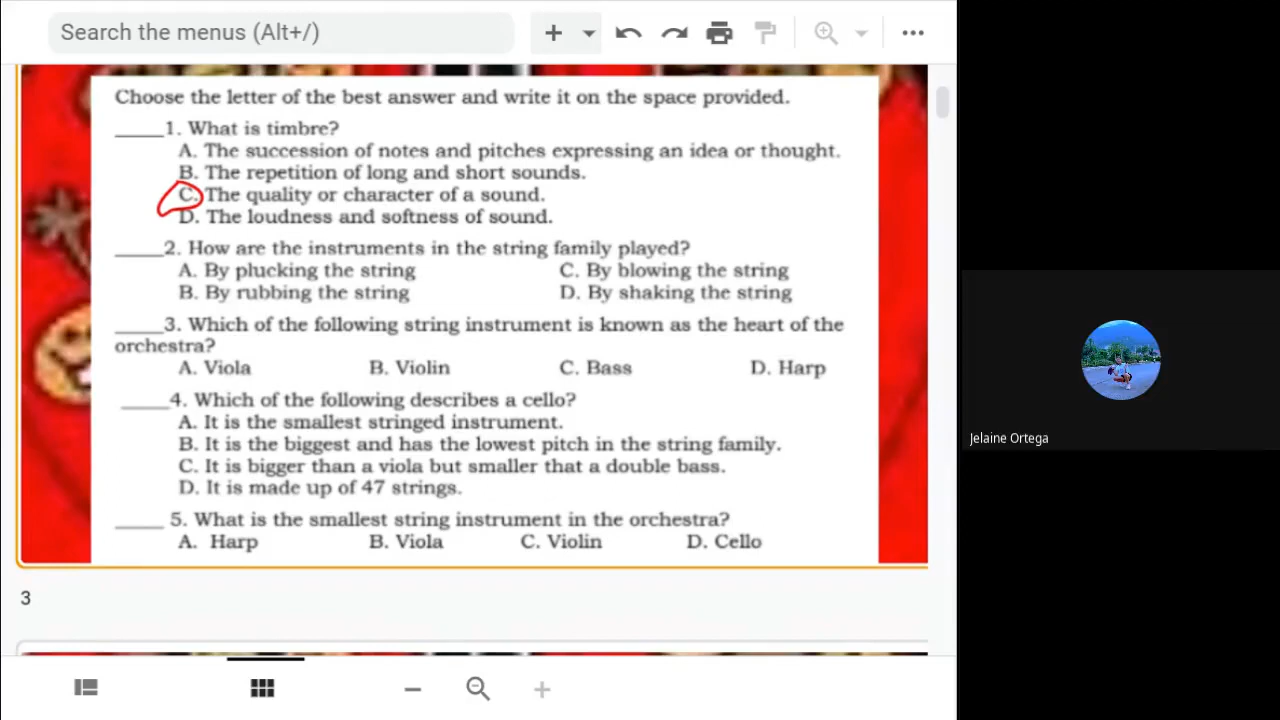 Search the menus (Alt+/)
Choose the letter of the best answer and write it on the space provided.
_____1. What is timbre?
A. The succession of notes and pitches expressing an idea or thought.
B. The repetition of long and short sounds.
C. The quality or character of a sound.
D. The loudness and softness of sound.
_____2. How are the instruments in the string family played?
A. By plucking the string C. By blowing the string
B. By rubbing the string D. By shaking the string
_____3. Which of the following string instrument is known as the heart of the
orchestra?
A. Viola B. Violin C. Bass D. Harp
_____4. Which of the following describes a cello?
A. It is the smallest stringed instrument.
B. It is the biggest and has the lowest pitch in the string family.
C. It is bigger than a viola but smaller that a double bass.
D. It is made up of 47 strings.
_____ 5. What is the smallest string instrument in the orchestra?
A. Harp B. Viola C. Violin D. Cello
3
Jelaine Ortega